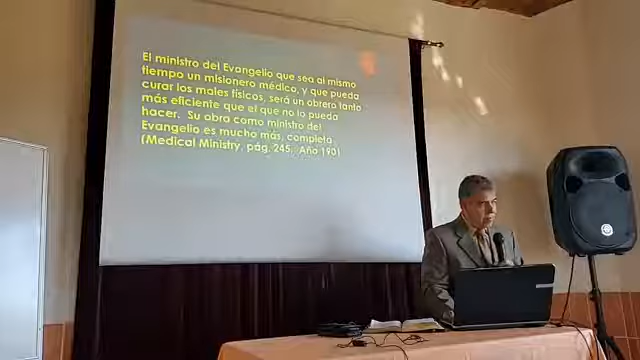 El ministro del Evangelio que sea al mismo
tiempo un misionero médico, y que pueda
curar los males físicos, será un obrero tanto
más eficiente que el que no lo pueda
hacer. Su obra como ministro del
Evangelio es mucho más, completa
(Medical Ministry, pág. 245. Año 190)